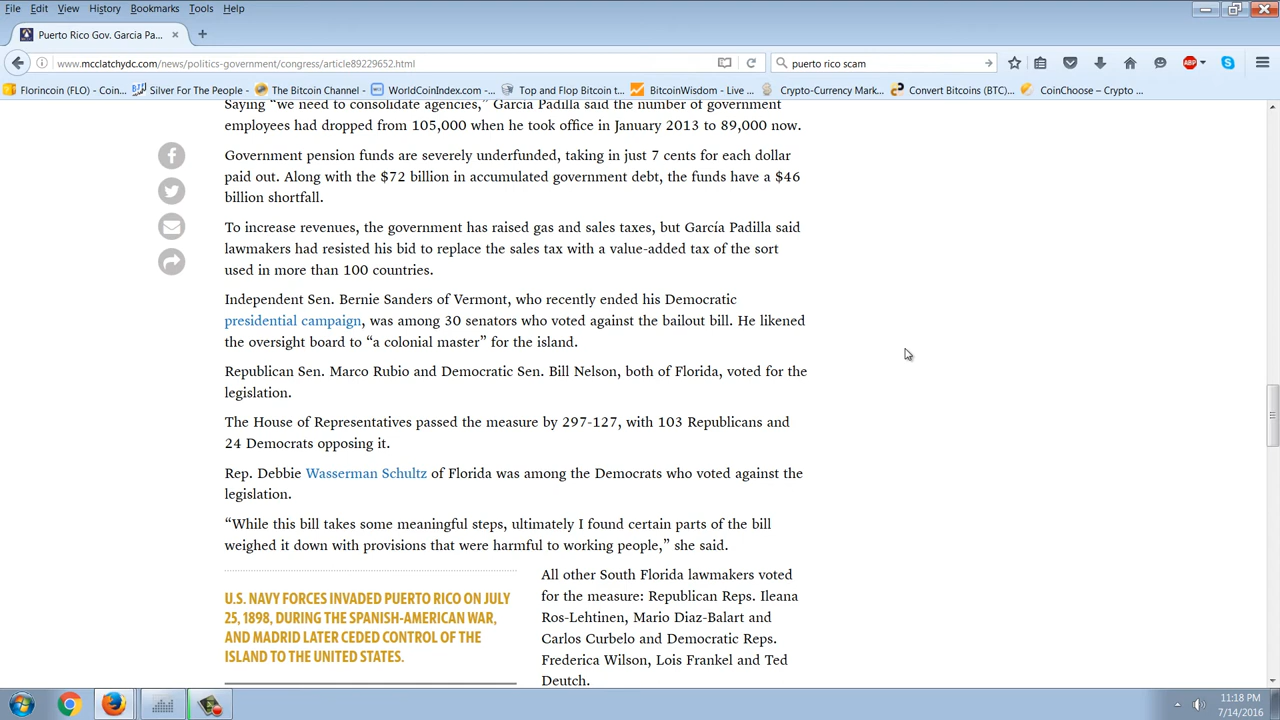 File Edit View History Bookmarks Tools Help
Puerto Rico Gov. Garcia Pa...
www.mcclatchydc.com/news/politics-government/congress/article89229652.html
puerto rico scam
ABP
Florincoin (FLO) - Coin...
Silver For The People - ...
The Bitcoin Channel - ...
WorldCoinIndex.com - ...
Top and Flop Bitcoin t...
BitcoinWisdom - Live ...
Crypto-Currency Mark...
Convert Bitcoins (BTC)...
CoinChoose – Crypto ...
Saying “we need to consolidate agencies,” García Padilla said the number of government
employees had dropped from 105,000 when he took office in January 2013 to 89,000 now.
Government pension funds are severely underfunded, taking in just 7 cents for each dollar
paid out. Along with the $72 billion in accumulated government debt, the funds have a $46
billion shortfall.
To increase revenues, the government has raised gas and sales taxes, but García Padilla said
lawmakers had resisted his bid to replace the sales tax with a value-added tax of the sort
used in more than 100 countries.
Independent Sen. Bernie Sanders of Vermont, who recently ended his Democratic
presidential campaign, was among 30 senators who voted against the bailout bill. He likened
the oversight board to “a colonial master” for the island.
Republican Sen. Marco Rubio and Democratic Sen. Bill Nelson, both of Florida, voted for the
legislation.
The House of Representatives passed the measure by 297-127, with 103 Republicans and
24 Democrats opposing it.
Rep. Debbie Wasserman Schultz of Florida was among the Democrats who voted against the
legislation.
“While this bill takes some meaningful steps, ultimately I found certain parts of the bill
weighed it down with provisions that were harmful to working people,” she said.
U.S. NAVY FORCES INVADED PUERTO RICO ON JULY
25, 1898, DURING THE SPANISH-AMERICAN WAR,
AND MADRID LATER CEDED CONTROL OF THE
ISLAND TO THE UNITED STATES.
All other South Florida lawmakers voted
for the measure: Republican Reps. Ileana
Ros-Lehtinen, Mario Diaz-Balart and
Carlos Curbelo and Democratic Reps.
Frederica Wilson, Lois Frankel and Ted
Deutch.
11:18 PM
7/14/2016